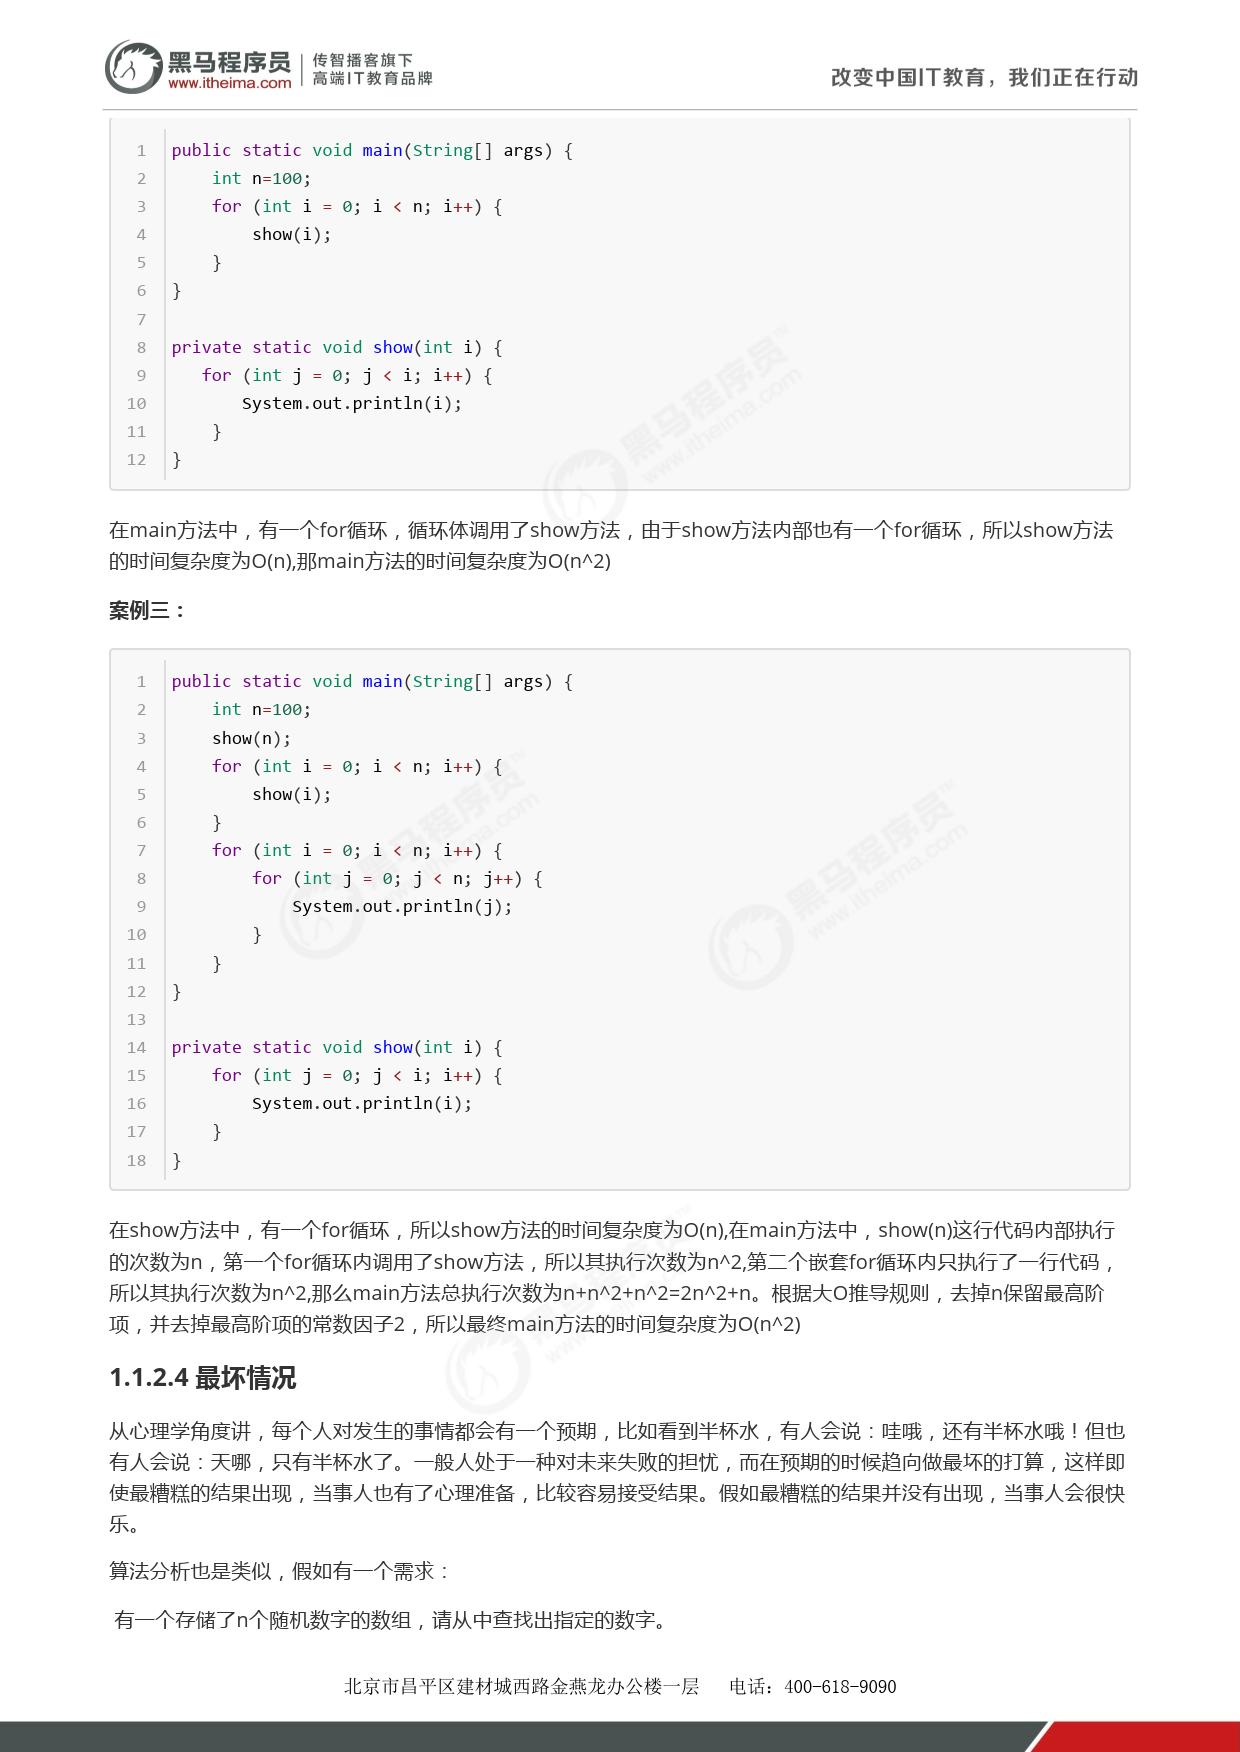 黑马程序员
www.itheima.com
传智播客旗下
高端IT教育品牌
改变中国IT教育，我们正在行动
1 public static void main(String[] args) {
2     int n=100;
3     for (int i = 0; i < n; i++) {
4         show(i);
5     }
6 }
7
8 private static void show(int i) {
9    for (int j = 0; j < i; i++) {
10        System.out.println(i);
11     }
12 }
在main方法中，有一个for循环，循环体调用了show方法，由于show方法内部也有一个for循环，所以show方法
的时间复杂度为O(n),那main方法的时间复杂度为O(n^2)
案例三：
1 public static void main(String[] args) {
2     int n=100;
3     show(n);
4     for (int i = 0; i < n; i++) {
5         show(i);
6     }
7     for (int i = 0; i < n; i++) {
8         for (int j = 0; j < n; j++) {
9             System.out.println(j);
10         }
11     }
12 }
13
14 private static void show(int i) {
15     for (int j = 0; j < i; i++) {
16         System.out.println(i);
17     }
18 }
在show方法中，有一个for循环，所以show方法的时间复杂度为O(n),在main方法中，show(n)这行代码内部执行
的次数为n，第一个for循环内调用了show方法，所以其执行次数为n^2,第二个嵌套for循环内只执行了一行代码，
所以其执行次数为n^2,那么main方法总执行次数为n+n^2+n^2=2n^2+n。根据大O推导规则，去掉n保留最高阶
项，并去掉最高阶项的常数因子2，所以最终main方法的时间复杂度为O(n^2)
1.1.2.4 最坏情况
从心理学角度讲，每个人对发生的事情都会有一个预期，比如看到半杯水，有人会说：哇哦，还有半杯水哦！但也
有人会说：天哪，只有半杯水了。一般人处于一种对未来失败的担忧，而在预期的时候趋向做最坏的打算，这样即
使最糟糕的结果出现，当事人也有了心理准备，比较容易接受结果。假如最糟糕的结果并没有出现，当事人会很快
乐。
算法分析也是类似，假如有一个需求：
有一个存储了n个随机数字的数组，请从中查找出指定的数字。
北京市昌平区建材城西路金燕龙办公楼一层 电话：400-618-9090